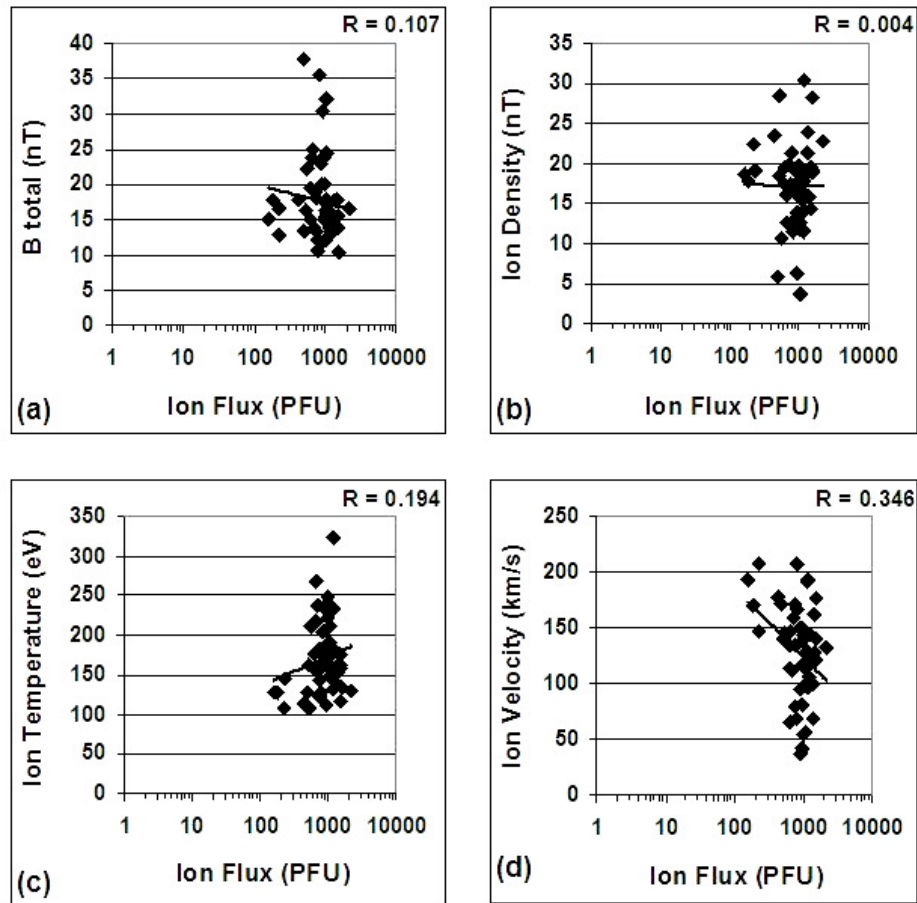 R = 0.107
40
35
30
25
20
15
10
5
0
B total (nT)
1 10 100 1000 10000
Ion Flux (PFU)
(a)
R = 0.004
35
30
25
20
15
10
5
0
Ion Density (nT)
1 10 100 1000 10000
Ion Flux (PFU)
(b)
R = 0.194
350
300
250
200
150
100
50
0
Ion Temperature (eV)
1 10 100 1000 10000
Ion Flux (PFU)
(c)
R = 0.346
250
200
150
100
50
0
Ion Velocity (km/s)
1 10 100 1000 10000
Ion Flux (PFU)
(d)